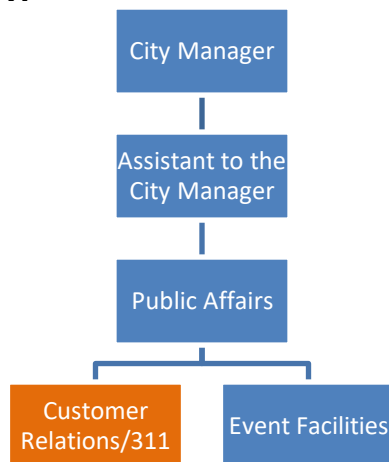 City Manager
Assistant to the
City Manager
Public Affairs
Customer
Relations/311
Event Facilities